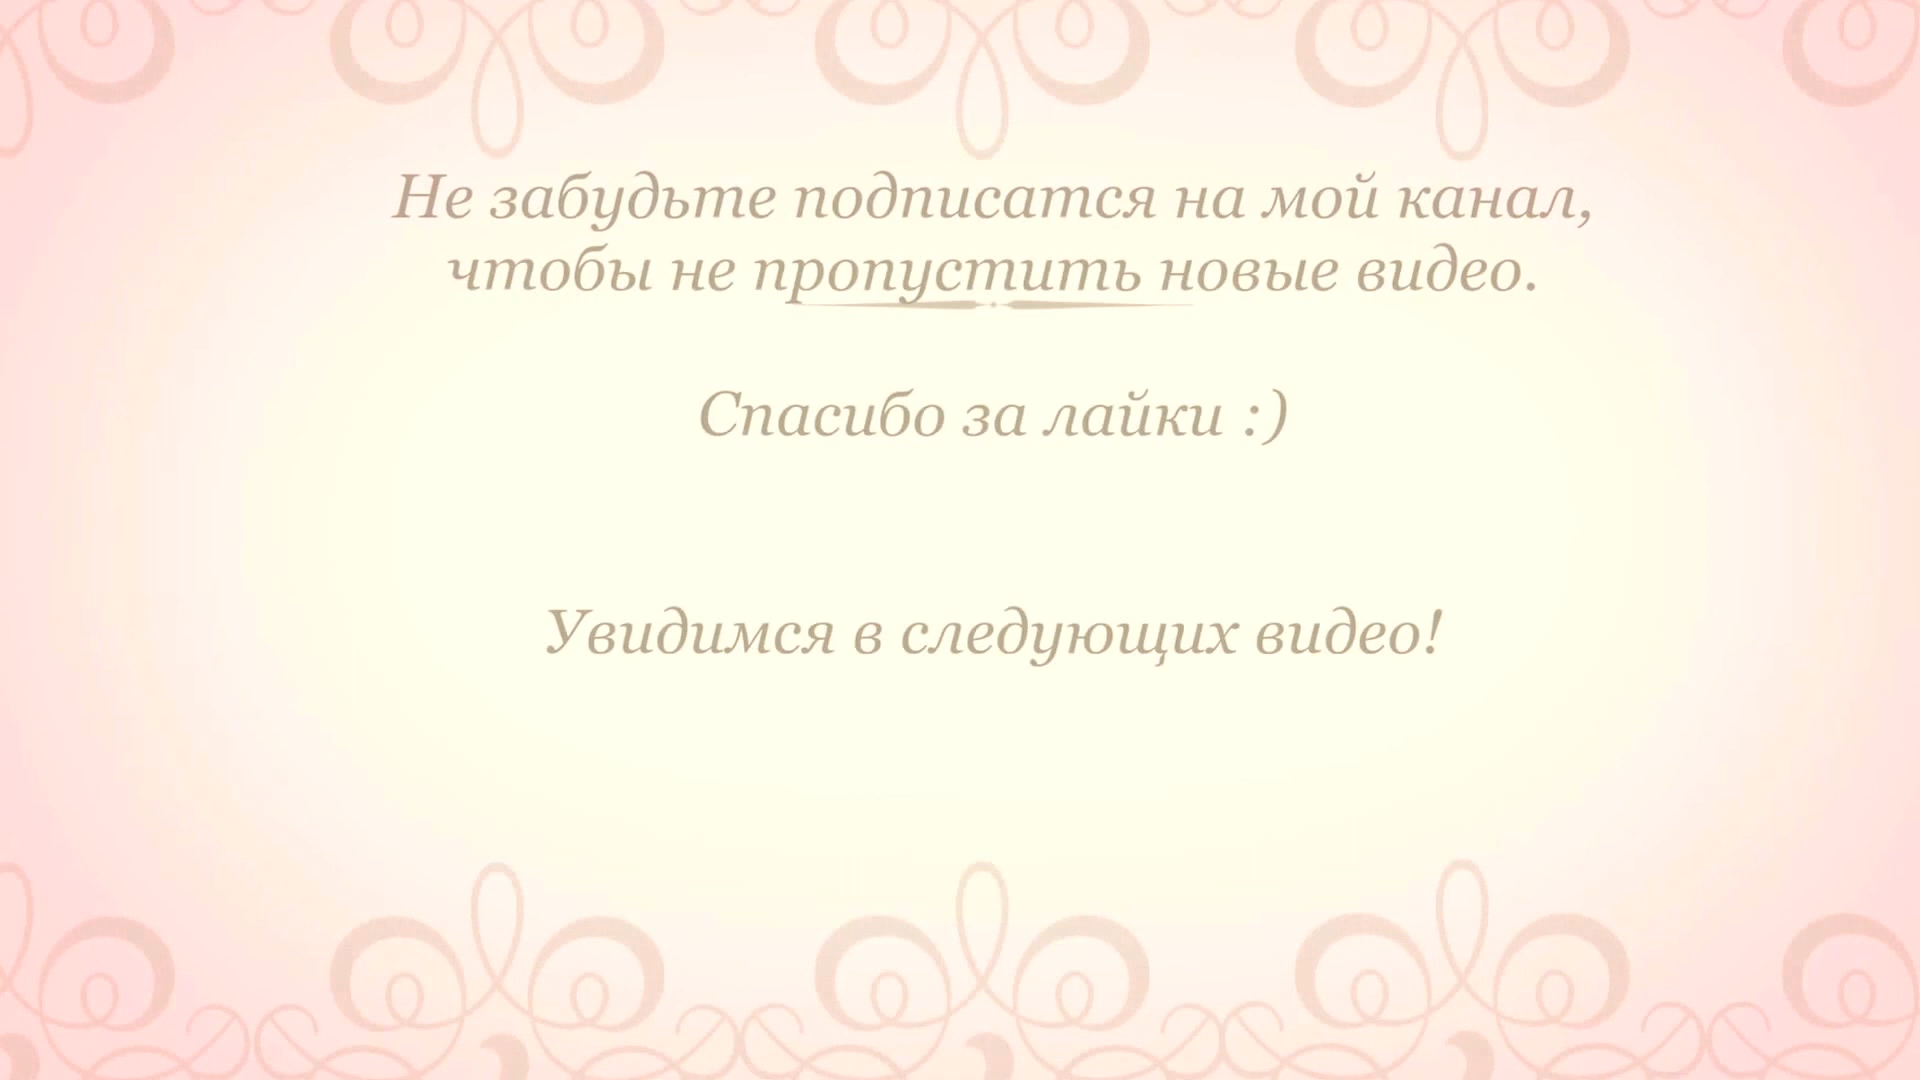 Не забудьте подписатся на мой канал,
чтобы не пропустить новые видео.
Спасибо за лайки :)
Увидимся в следующих видео!